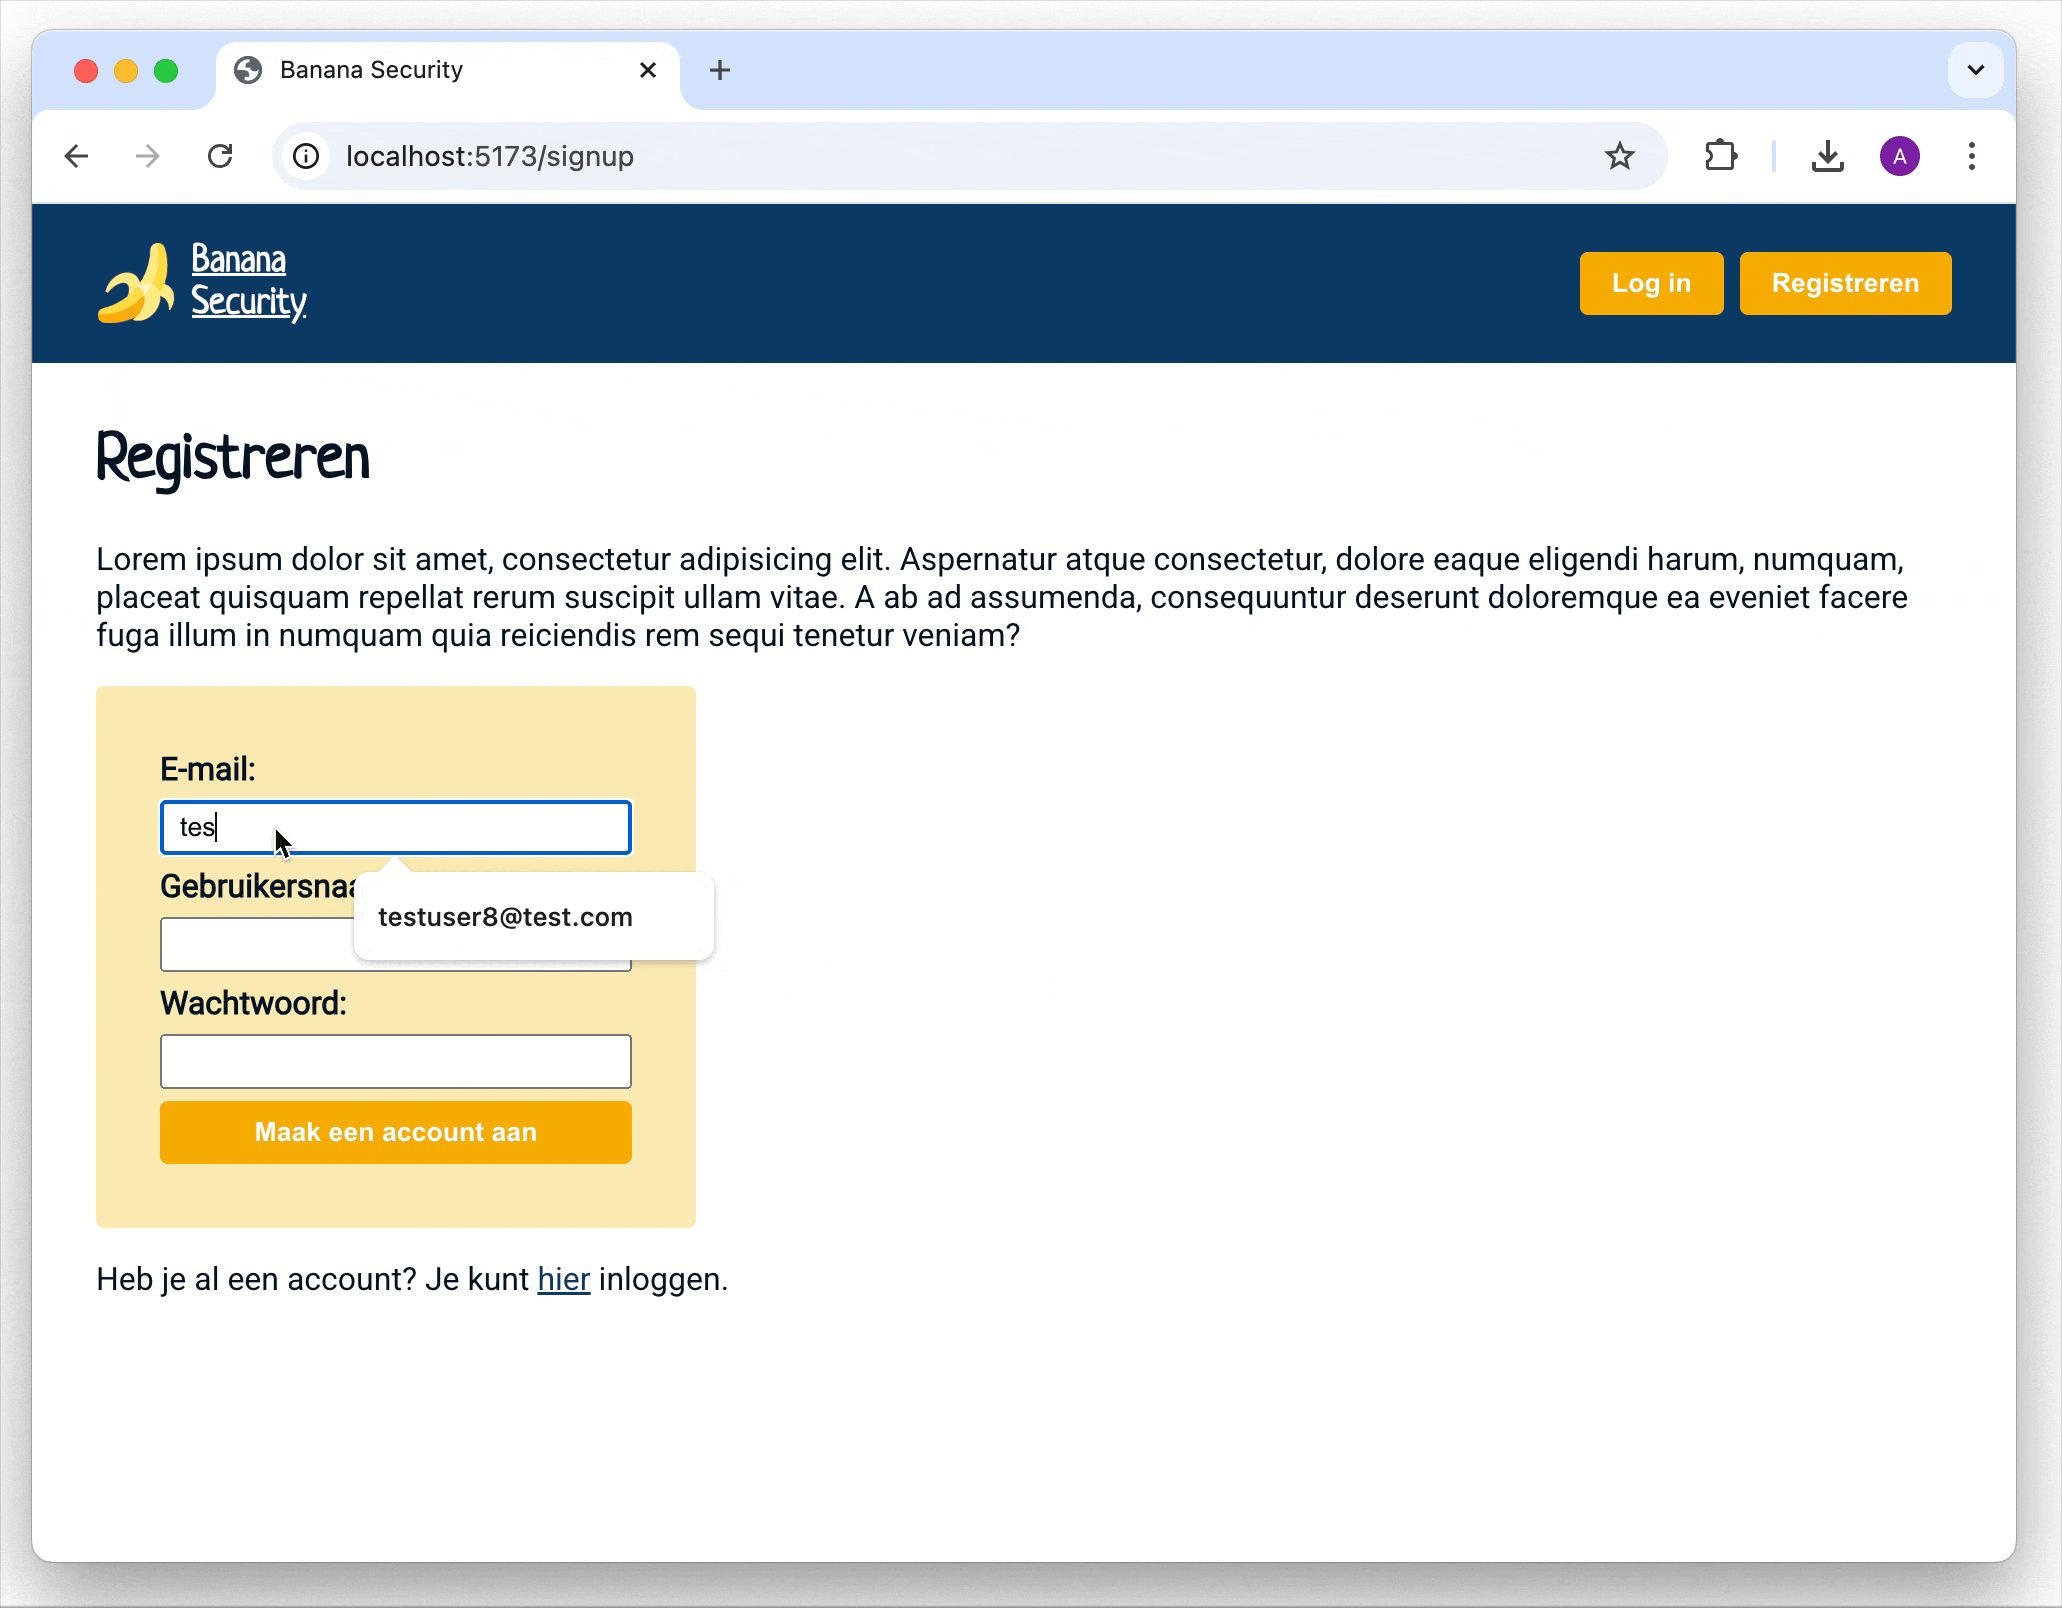 Banana Security
localhost:5173/signup
A
Banana
Security
Log in
Registreren
Registreren
Lorem ipsum dolor sit amet, consectetur adipisicing elit. Aspernatur atque consectetur, dolore eaque eligendi harum, numquam,
placeat quisquam repellat rerum suscipit ullam vitae. A ab ad assumenda, consequuntur deserunt doloremque ea eveniet facere
fuga illum in numquam quia reiciendis rem sequi tenetur veniam?
E-mail:
tes
Gebruikersnaa
testuser8@test.com
Wachtwoord:
Maak een account aan
Heb je al een account? Je kunt hier inloggen.